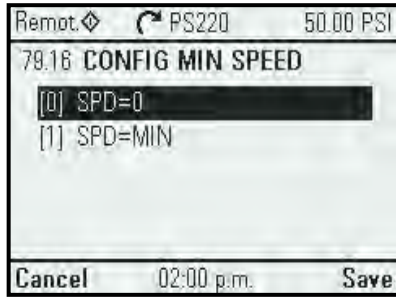 Remot. PS220 50.00 PSI
79.16 CONFIG MIN SPEED
[0] SPD=0
[1] SPD=MIN
Cancel 02:00 p.m. Save